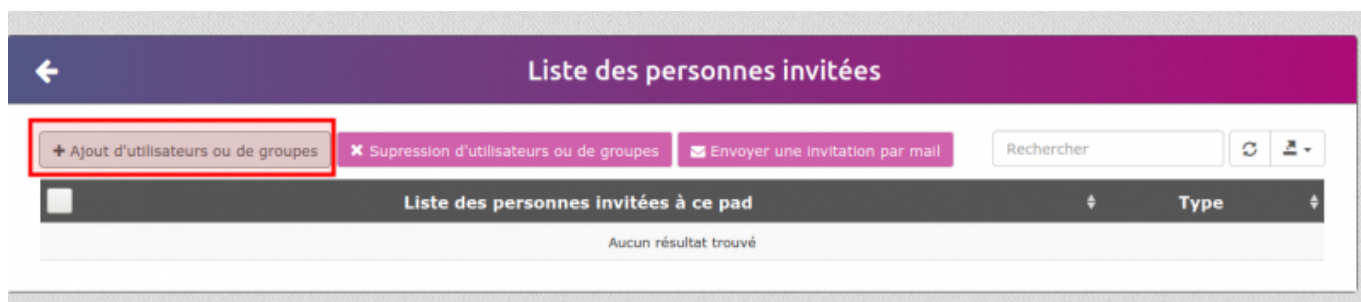 Liste des personnes invitées
+ Ajout d'utilisateurs ou de groupes
Supression d'utilisateurs ou de groupes
Envoyer une invitation par mail
Rechercher
Liste des personnes invitées à ce pad
Type
Aucun résultat trouvé